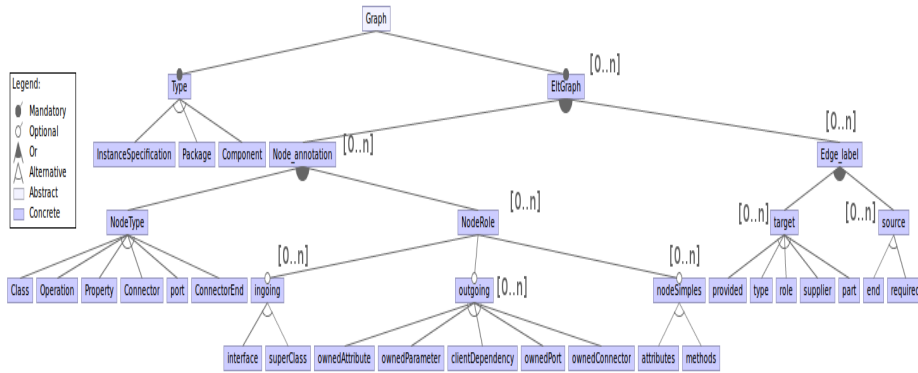 Graph
[0..n]
Type
EltGraph
Legend:
Mandatory
Optional
Or
Alternative
Abstract
Concrete
[0..n]
InstanceSpecification
Package
Component
Node_annotation
[0..n]
Edge_label
NodeType
NodeRole
[0..n]
[0..n]
target
[0..n]
source
[0..n]
[0..n]
Class
Operation
Property
Connector
port
ConnectorEnd
ingoing
outgoing
[0..n]
nodeSimples
provided
type
role
supplier
part
end
required
interface
superClass
ownedAttribute
ownedParameter
clientDependency
ownedPort
ownedConnector
attributes
methods